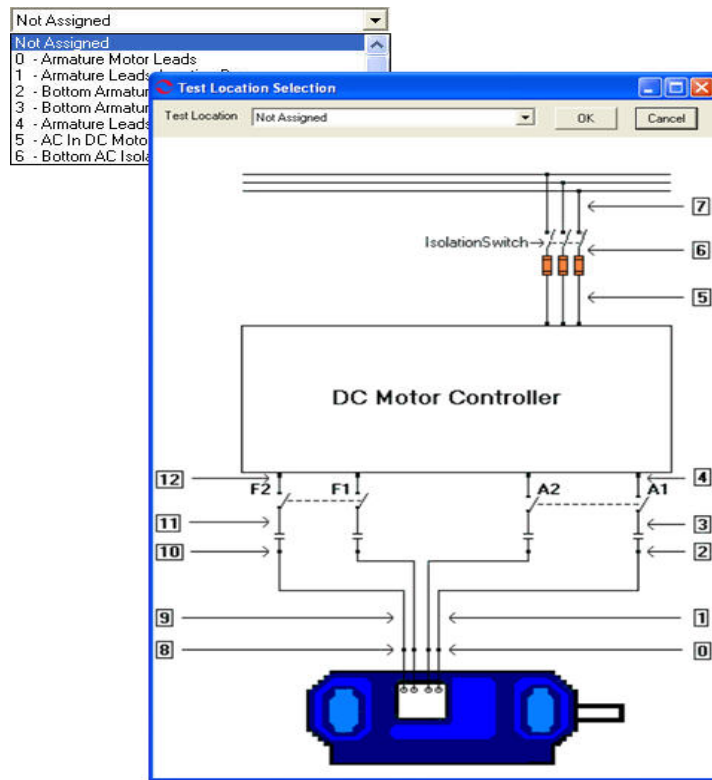 Not Assigned
Not Assigned
0 - Armature Motor Leads
1 - Armature Leads
2 - Bottom Armatur
3 - Bottom Armatur
4 - Armature Leads
5 - AC In DC Moto
6 - Bottom AC Isola
Test Location Selection
Test Location Not Assigned OK Cancel
7
IsolationSwitch
6
5
DC Motor Controller
12 F2 F1 A2 A1 4
11 3
10 2
9 1
8 0